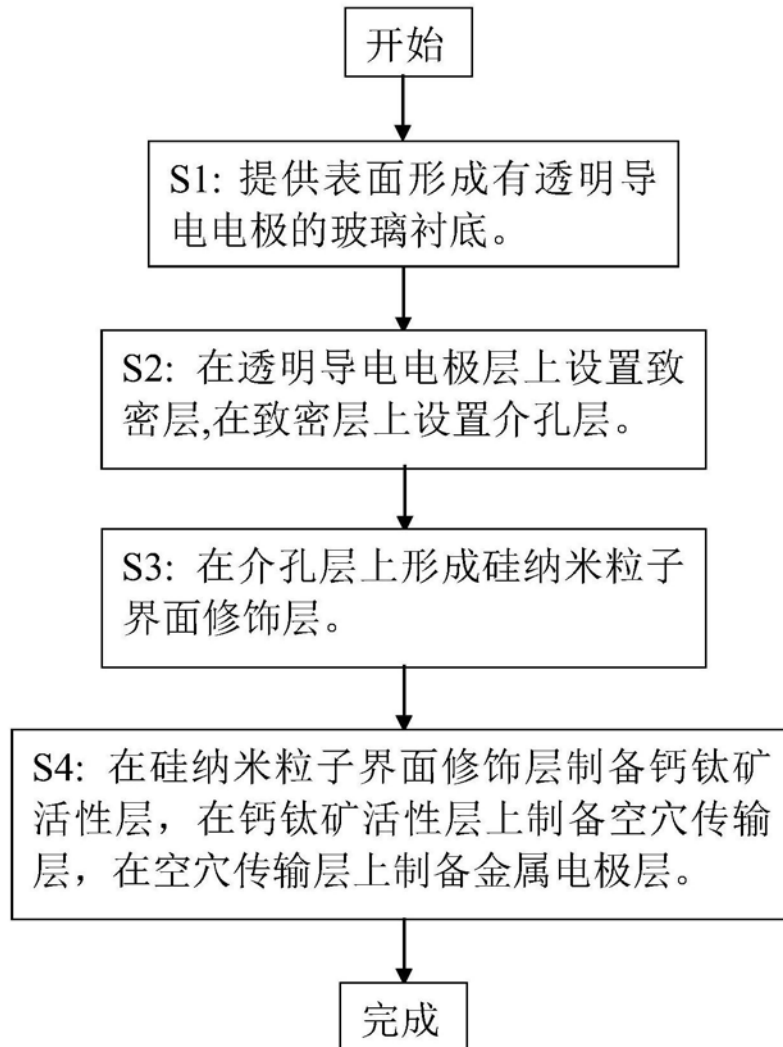 开始
S1: 提供表面形成有透明导
电电极的玻璃衬底。
S2: 在透明导电电极层上设置致
密层,在致密层上设置介孔层。
S3: 在介孔层上形成硅纳米粒子
界面修饰层。
S4: 在硅纳米粒子界面修饰层制备钙钛矿
活性层，在钙钛矿活性层上制备空穴传输
层，在空穴传输层上制备金属电极层。
完成